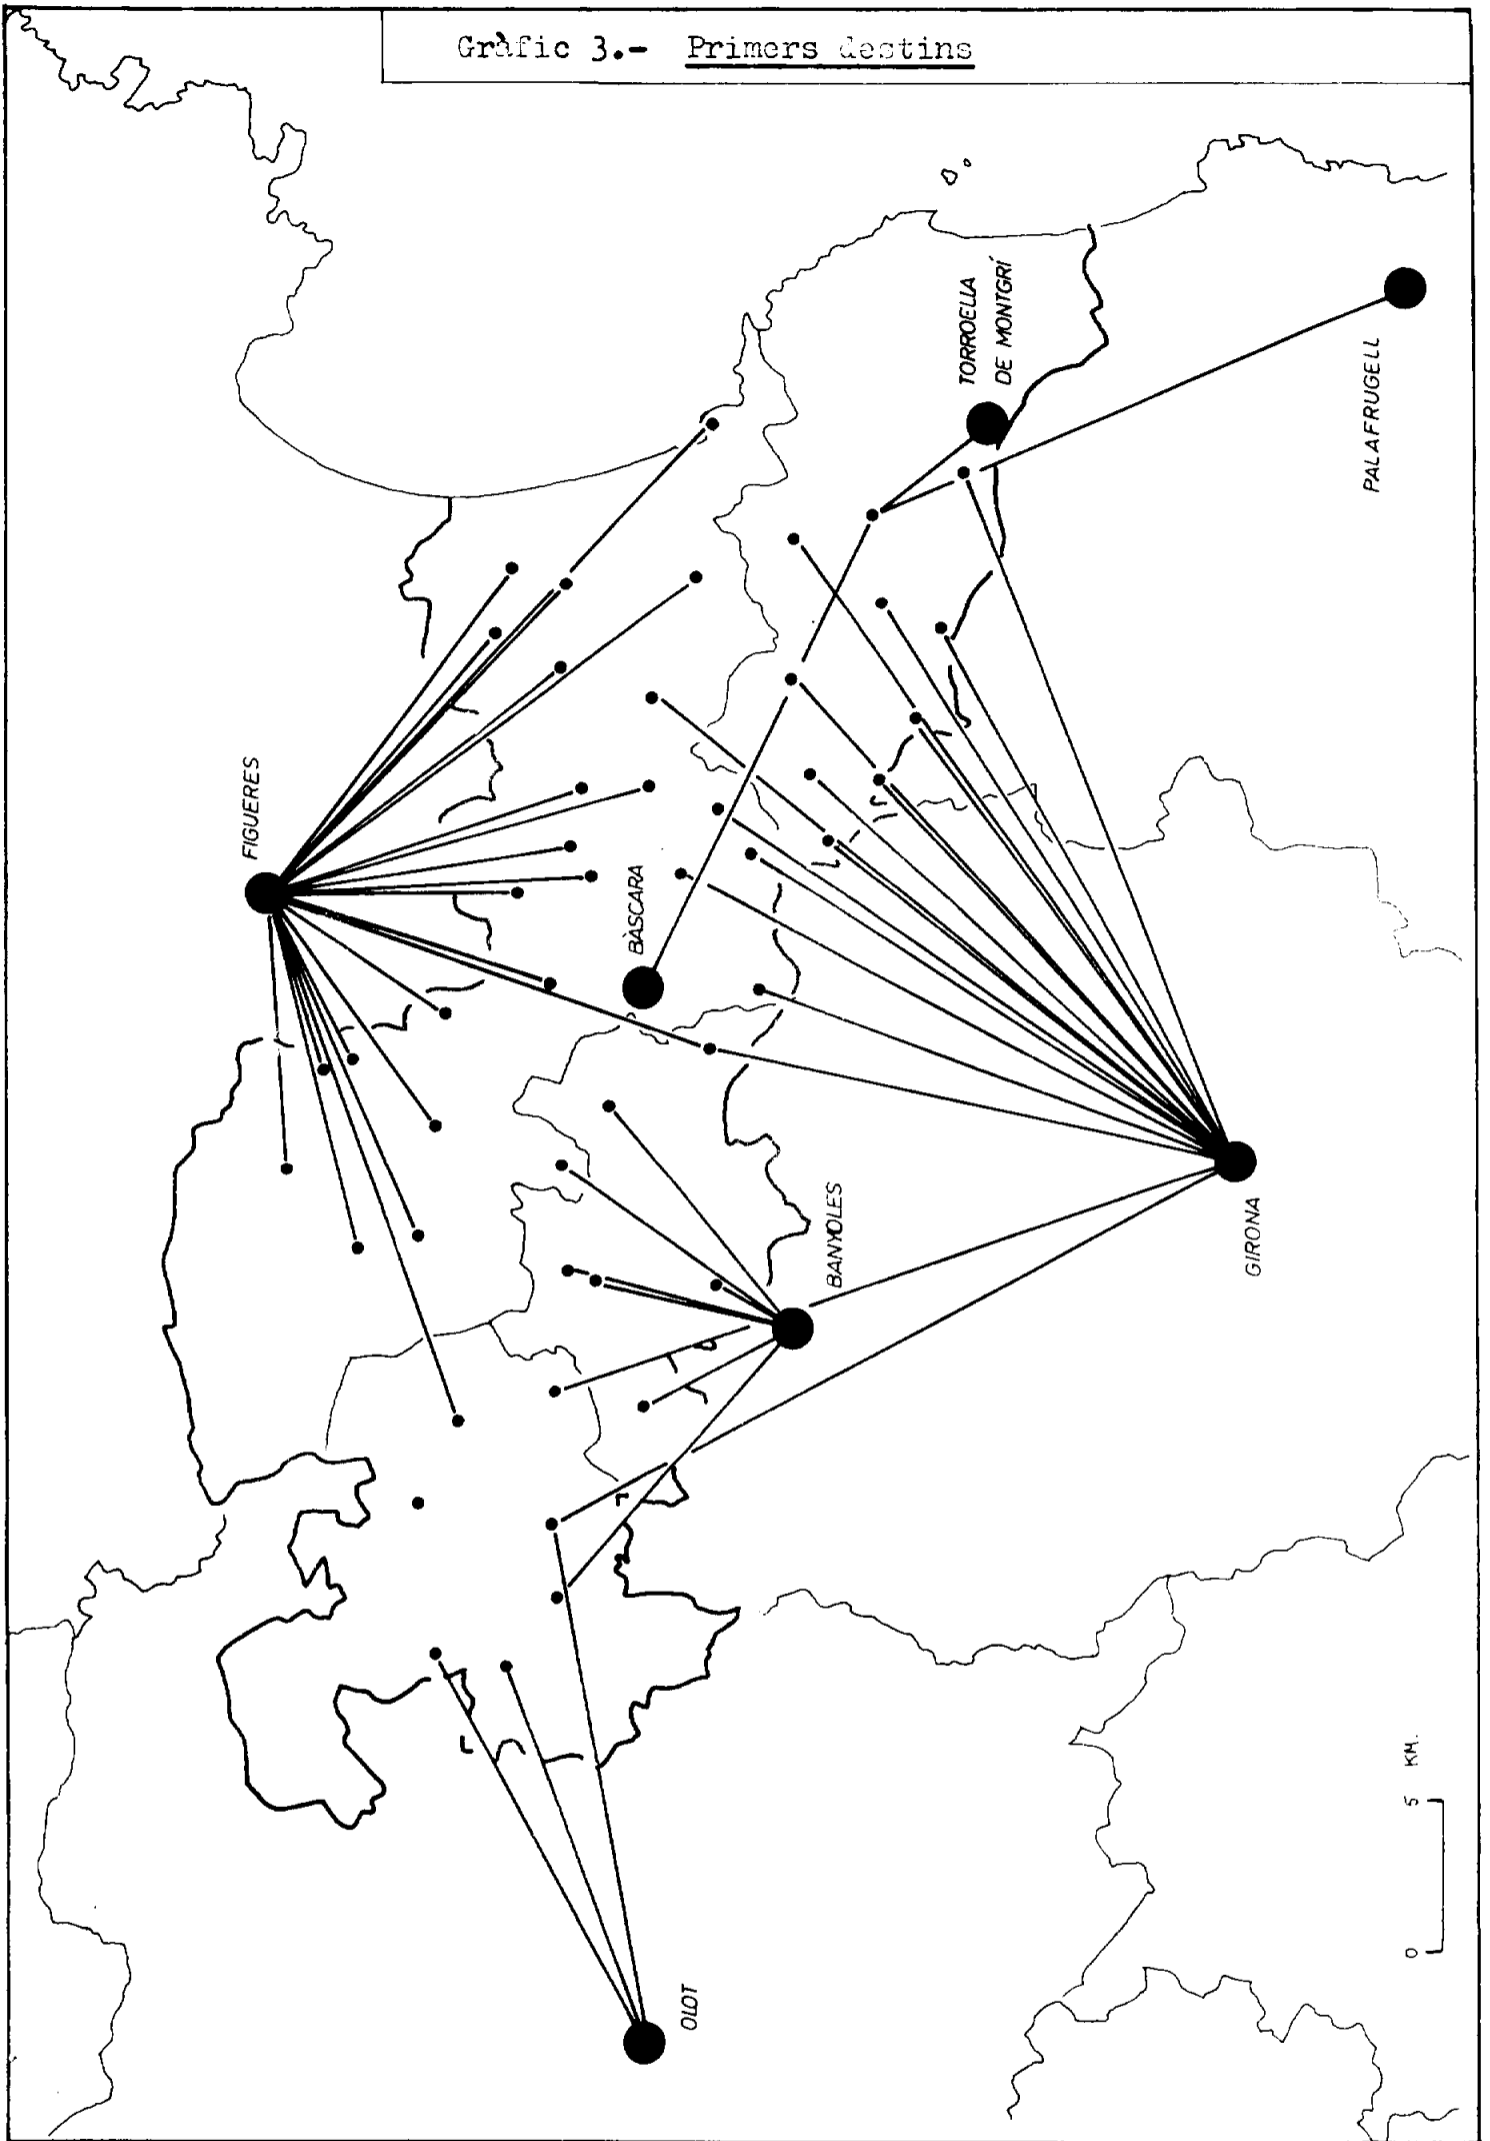 Gràfic 3.- Primers destins
TORROELLA
DE MONTGRÍ
PALAFRUGELL
FIGUERES
BÀSCARA
BANYOLES
GIRONA
OLOT
0 5 KM.